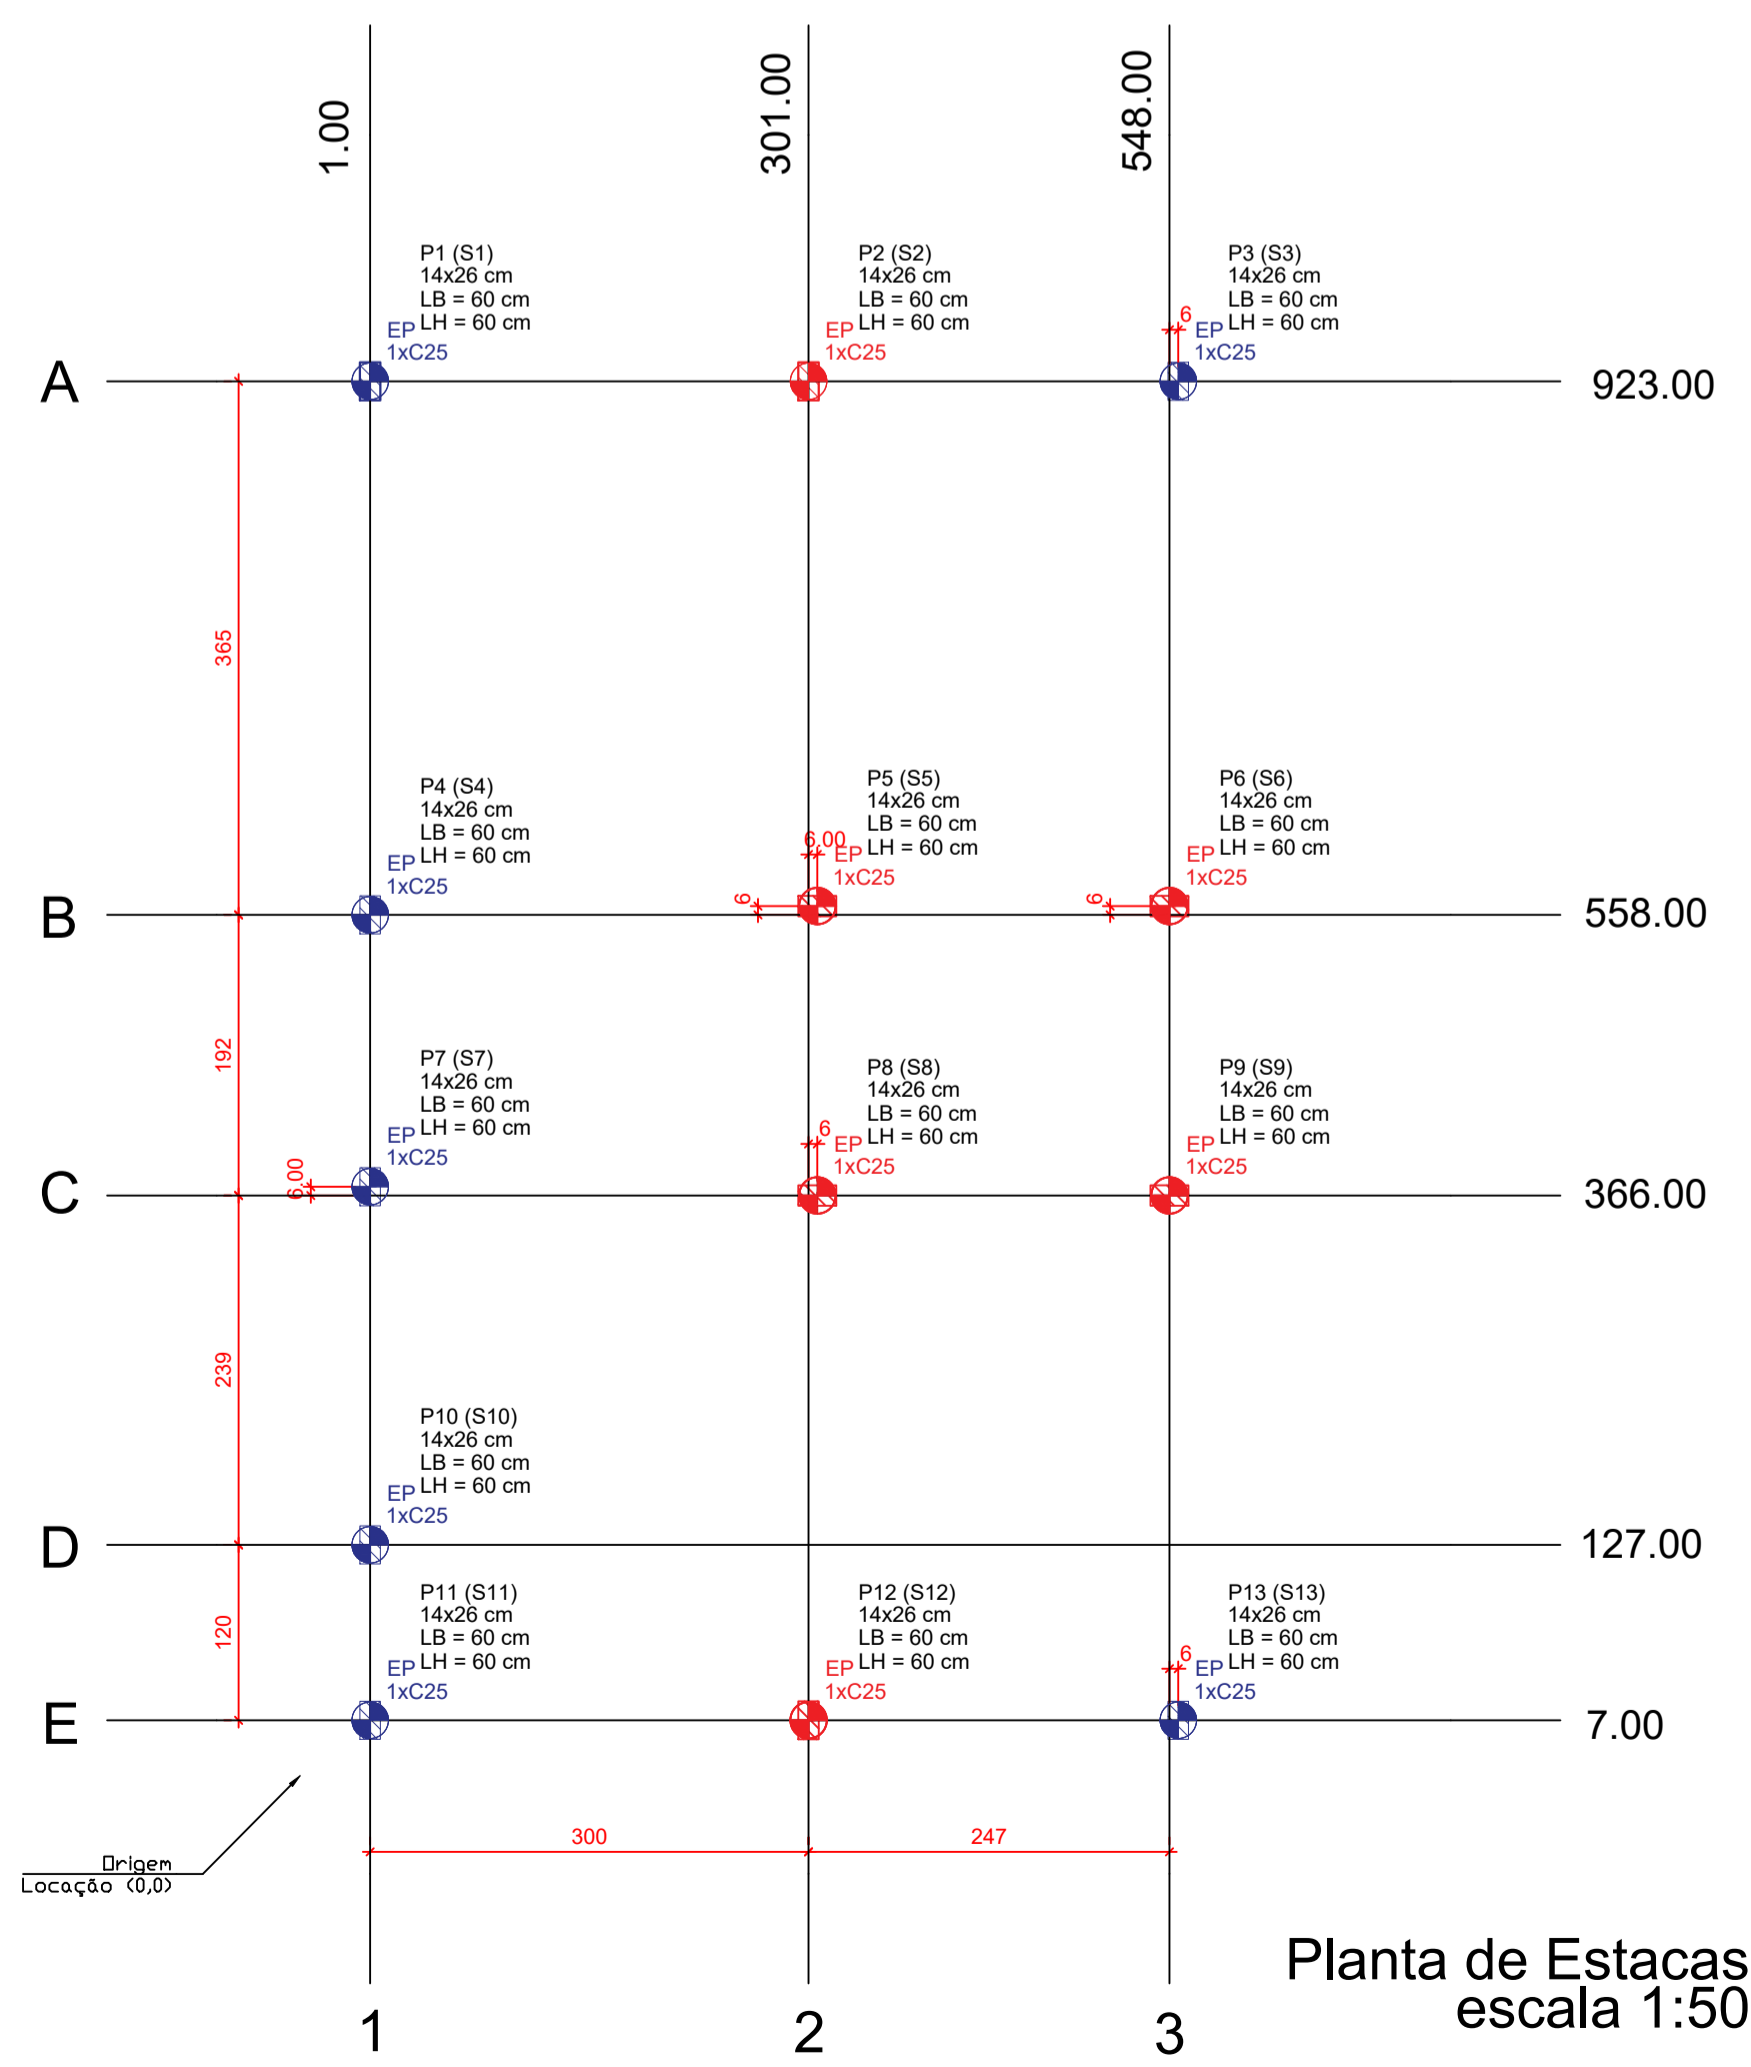 1.00
301.00
548.00
P1 (S1)
14x26 cm
LB = 60 cm
LH = 60 cm
EP
1xC25
P2 (S2)
14x26 cm
LB = 60 cm
LH = 60 cm
EP
1xC25
P3 (S3)
14x26 cm
LB = 60 cm
LH = 60 cm
6
EP
1xC25
A
923.00
365
P4 (S4)
14x26 cm
LB = 60 cm
LH = 60 cm
EP
1xC25
P5 (S5)
14x26 cm
LB = 60 cm
LH = 60 cm
6,00
EP
1xC25
6
P6 (S6)
14x26 cm
LB = 60 cm
LH = 60 cm
EP
1xC25
6
B
558.00
192
P7 (S7)
14x26 cm
LB = 60 cm
LH = 60 cm
EP
1xC25
6,00
P8 (S8)
14x26 cm
LB = 60 cm
LH = 60 cm
6
EP
1xC25
P9 (S9)
14x26 cm
LB = 60 cm
LH = 60 cm
EP
1xC25
C
366.00
239
P10 (S10)
14x26 cm
LB = 60 cm
LH = 60 cm
EP
1xC25
D
127.00
120
P11 (S11)
14x26 cm
LB = 60 cm
LH = 60 cm
EP
1xC25
P12 (S12)
14x26 cm
LB = 60 cm
LH = 60 cm
EP
1xC25
P13 (S13)
14x26 cm
LB = 60 cm
LH = 60 cm
6
EP
1xC25
E
7.00
300
247
Origem
Locação (0,0)
Planta de Estacas
escala 1:50
1
2
3